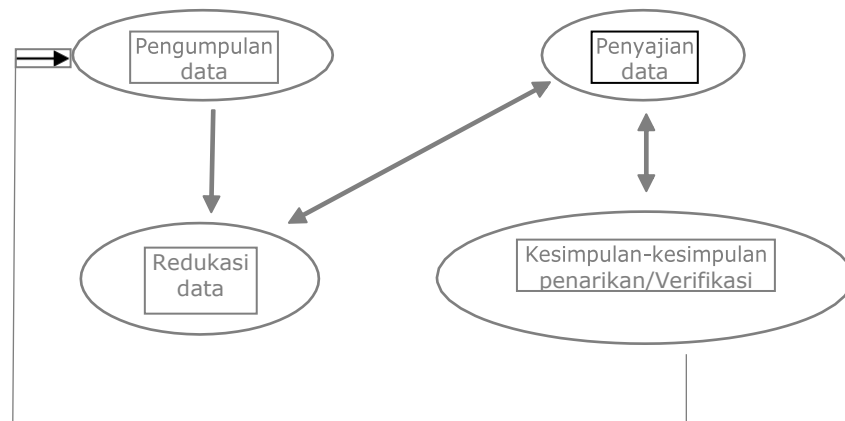 Pengumpulan
data
Penyajian
data
Redukasi
data
Kesimpulan-kesimpulan
penarikan/Verifikasi